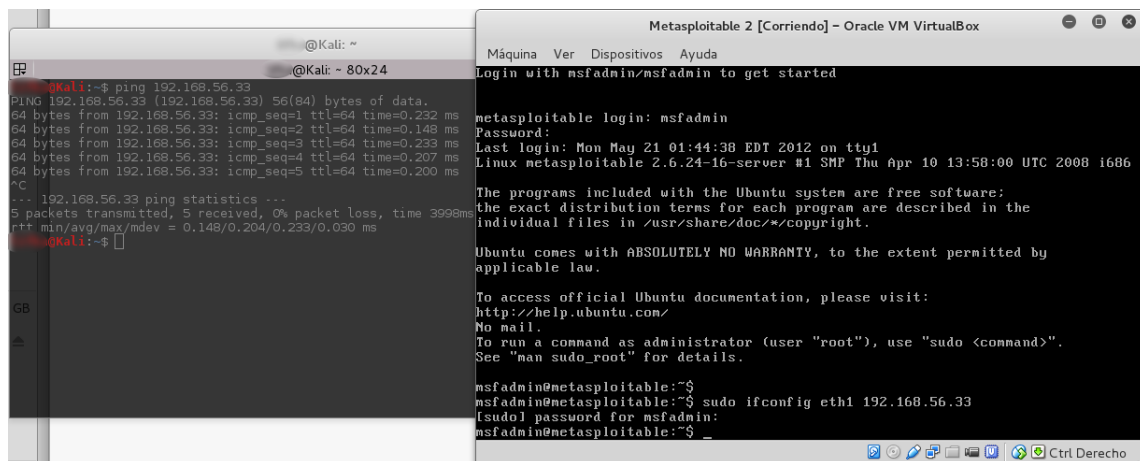 @Kali: ~
@Kali: ~ 80x24
@Kali:~$ ping 192.168.56.33
PING 192.168.56.33 (192.168.56.33) 56(84) bytes of data.
64 bytes from 192.168.56.33: icmp_seq=1 ttl=64 time=0.232 ms
64 bytes from 192.168.56.33: icmp_seq=2 ttl=64 time=0.148 ms
64 bytes from 192.168.56.33: icmp_seq=3 ttl=64 time=0.233 ms
64 bytes from 192.168.56.33: icmp_seq=4 ttl=64 time=0.207 ms
64 bytes from 192.168.56.33: icmp_seq=5 ttl=64 time=0.200 ms
^C
--- 192.168.56.33 ping statistics ---
5 packets transmitted, 5 received, 0% packet loss, time 3998ms
rtt min/avg/max/mdev = 0.148/0.204/0.233/0.030 ms
@Kali:~$
GB
Metasploitable 2 [Corriendo] – Oracle VM VirtualBox
Máquina Ver Dispositivos Ayuda
Login with msfadmin/msfadmin to get started
metasploitable login: msfadmin
Password:
Last login: Mon May 21 01:44:38 EDT 2012 on tty1
Linux metasploitable 2.6.24-16-server #1 SMP Thu Apr 10 13:58:00 UTC 2008 i686
The programs included with the Ubuntu system are free software;
the exact distribution terms for each program are described in the
individual files in /usr/share/doc/*/copyright.
Ubuntu comes with ABSOLUTELY NO WARRANTY, to the extent permitted by
applicable law.
To access official Ubuntu documentation, please visit:
http://help.ubuntu.com/
No mail.
To run a command as administrator (user "root"), use "sudo <command>".
See "man sudo_root" for details.
msfadmin@metasploitable:~$
msfadmin@metasploitable:~$ sudo ifconfig eth1 192.168.56.33
[sudo] password for msfadmin:
msfadmin@metasploitable:~$ _
Ctrl Derecho